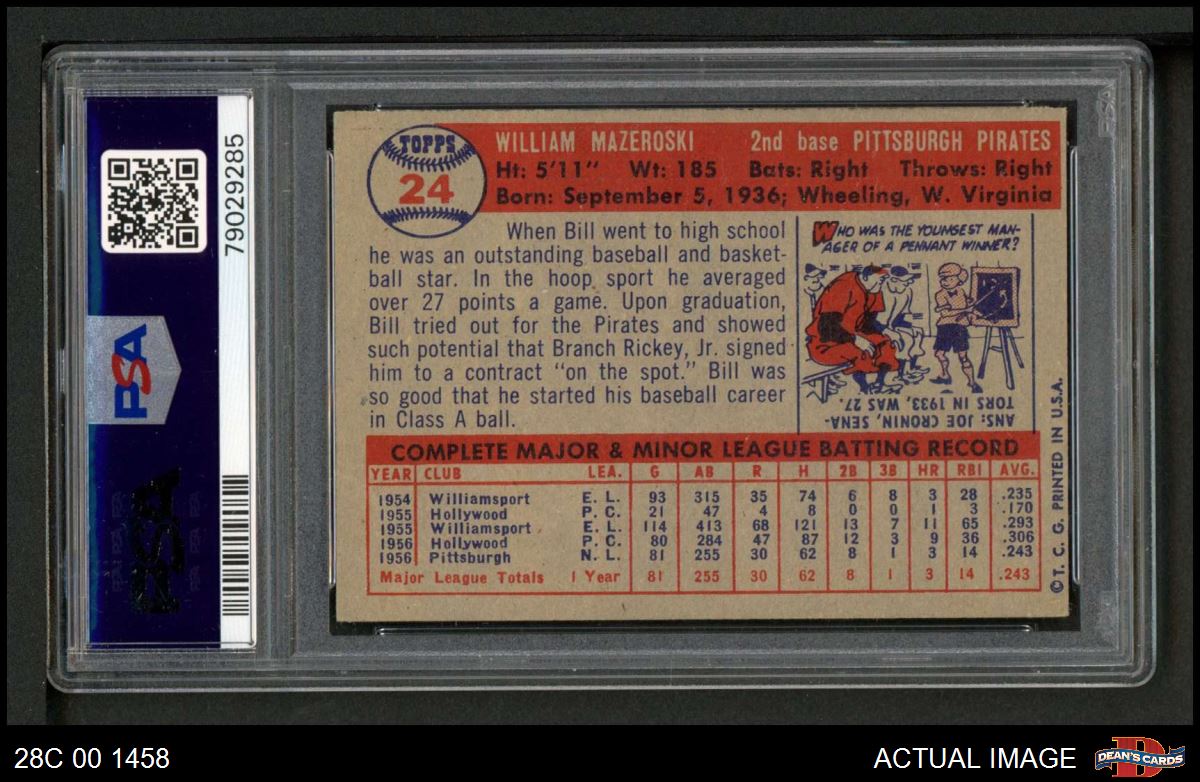 79029285
PSA
TOPPS
24
WILLIAM MAZEROSKI 2nd base PITTSBURGH PIRATES
Ht: 5'11" Wt: 185 Bats: Right Throws: Right
Born: September 5, 1936; Wheeling, W. Virginia
When Bill went to high school
he was an outstanding baseball and basket-
ball star. In the hoop sport he averaged
over 27 points a game. Upon graduation,
Bill tried out for the Pirates and showed
such potential that Branch Rickey, Jr. signed
him to a contract "on the spot." Bill was
so good that he started his baseball career
in Class A ball.
WHO WAS THE YOUNGEST MAN-
AGER OF A PENNANT WINNER?
ANS: JOE CRONIN, SENA-
TORS IN 1933, WAS 27.
COMPLETE MAJOR & MINOR LEAGUE BATTING RECORD
YEAR CLUB LEA. G AB R H 2B 3B HR RBI AVG.
1954 Williamsport E. L. 93 315 35 74 6 8 3 28 .235
1955 Hollywood P. C. 21 47 4 8 0 0 1 3 .170
1955 Williamsport E. L. 114 413 68 121 13 7 11 65 .293
1956 Hollywood P. C. 80 284 47 87 12 3 9 36 .306
1956 Pittsburgh N. L. 81 255 30 62 8 1 3 14 .243
Major League Totals 1 Year 81 255 30 62 8 1 3 14 .243
© T. C. G. PRINTED IN U.S.A.
28C 00 1458
ACTUAL IMAGE
DEAN'S CARDS